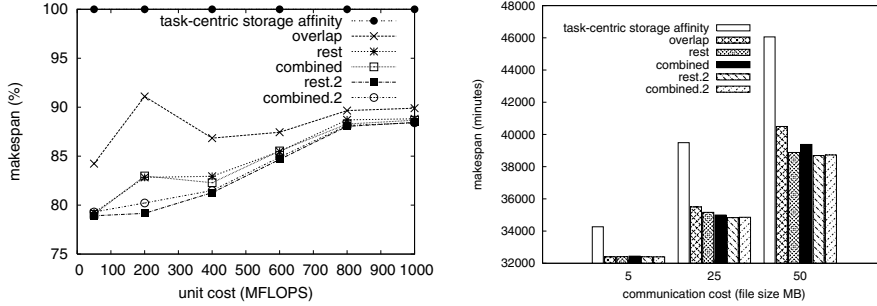 100
95
90
85
80
75
makespan (%)
0 100 200 300 400 500 600 700 800 900 1000
unit cost (MFLOPS)
task-centric storage affinity
overlap
rest
combined
rest.2
combined.2
48000
46000
44000
42000
40000
38000
36000
34000
32000
makespan (minutes)
5 25 50
communication cost (file size MB)
task-centric storage affinity
overlap
rest
combined
rest.2
combined.2